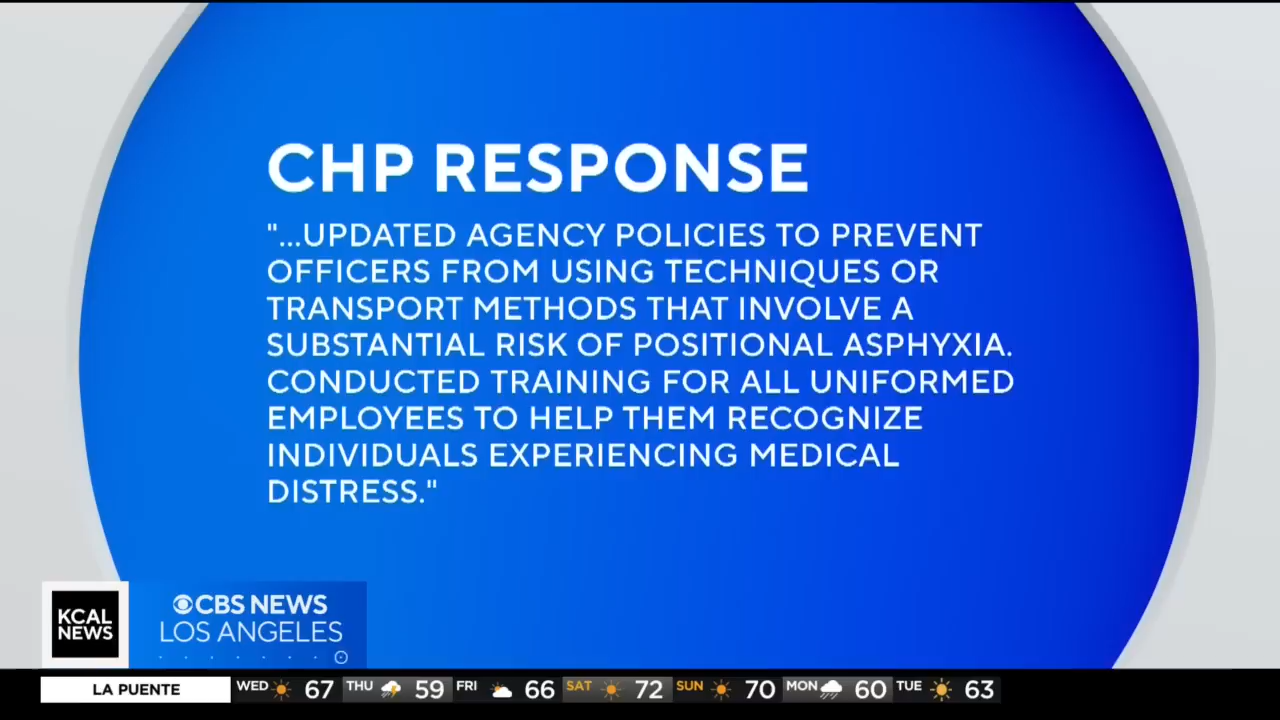 CHP RESPONSE
"...UPDATED AGENCY POLICIES TO PREVENT
OFFICERS FROM USING TECHNIQUES OR
TRANSPORT METHODS THAT INVOLVE A
SUBSTANTIAL RISK OF POSITIONAL ASPHYXIA.
CONDUCTED TRAINING FOR ALL UNIFORMED
EMPLOYEES TO HELP THEM RECOGNIZE
INDIVIDUALS EXPERIENCING MEDICAL
DISTRESS."
KCAL
NEWS
CBS NEWS
LOS ANGELES
LA PUENTE WED 67 THU 59 FRI 66 SAT 72 SUN 70 MON 60 TUE 63